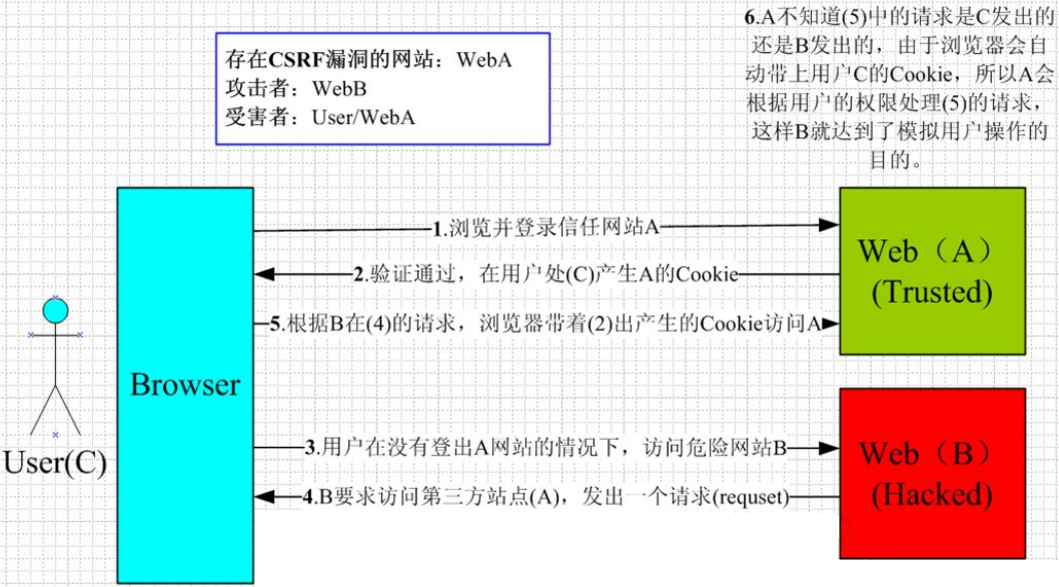 6.A不知道(5)中的请求是C发出的
还是B发出的，由于浏览器会自
动带上用户C的Cookie，所以A会
根据用户的权限处理(5)的请求，
这样B就达到了模拟用户操作的
目的。
存在CSRF漏洞的网站：WebA
攻击者：WebB
受害者：User/WebA
1.浏览并登录信任网站A
2.验证通过，在用户处(C)产生A的Cookie
5.根据B在(4)的请求，浏览器带着(2)出产生的Cookie访问A
Web（A）
(Trusted)
Browser
User(C)
3.用户在没有登出A网站的情况下，访问危险网站B
4.B要求访问第三方站点(A)，发出一个请求(requset)
Web（B）
(Hacked)